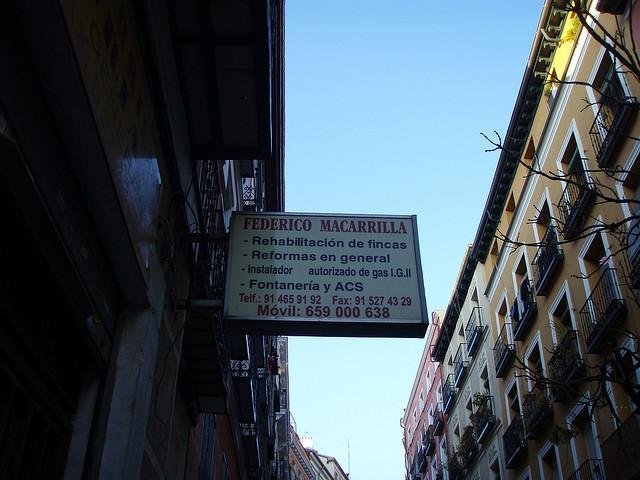 FEDERICO MACARRILLA
- Rehabilitación de fincas
- Reformas en general
- Instalador autorizado de gas I.G.II
- Fontanería y ACS
Telf.: 91 465 91 92 Fax: 91 527 43 29
Móvil: 659 000 638